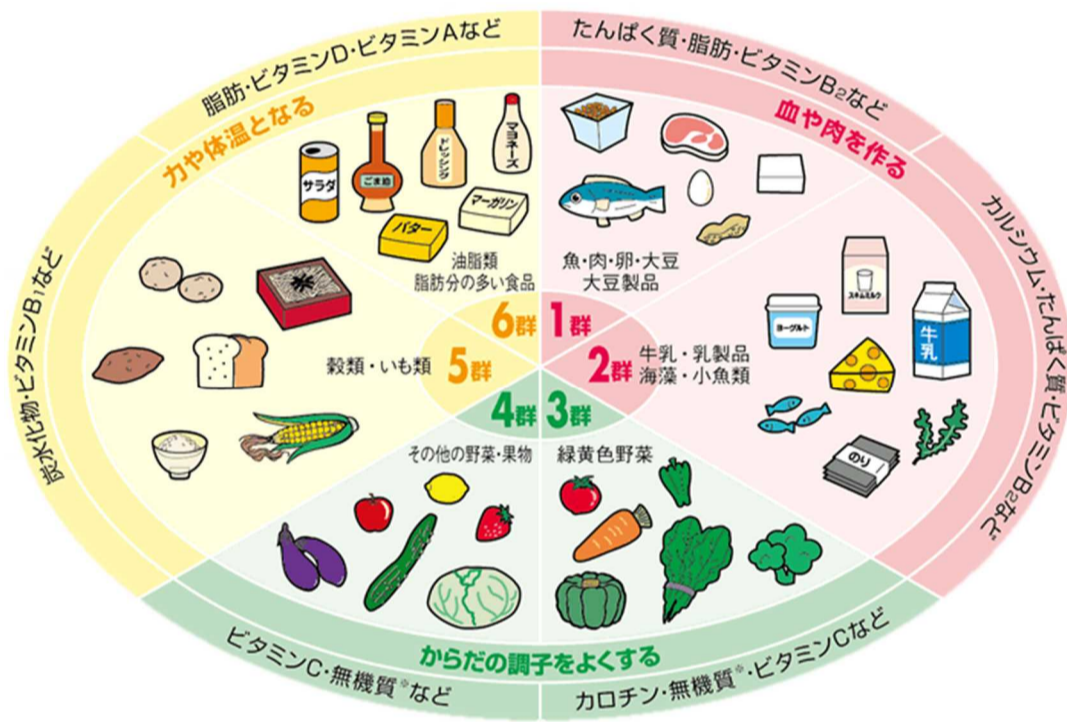 脂肪・ビタミンD・ビタミンAなど
たんぱく質・脂肪・ビタミンB₂など
力や体温となる
血や肉を作る
サラダ
ごま油
ドレッシング
マヨネーズ
バター
マーガリン
油脂類
脂肪分の多い食品
魚・肉・卵・大豆
大豆製品
カルシウム・たんぱく質・ビタミンB₂など
スキムミルク
ヨーグルト
牛乳
のり
炭水化物・ビタミンB₁など
6群
1群
穀類・いも類
5群
2群
牛乳・乳製品
海藻・小魚類
4群
3群
その他の野菜・果物
緑黄色野菜
からだの調子をよくする
ビタミンC・無機質※など
カロチン・無機質※・ビタミンCなど